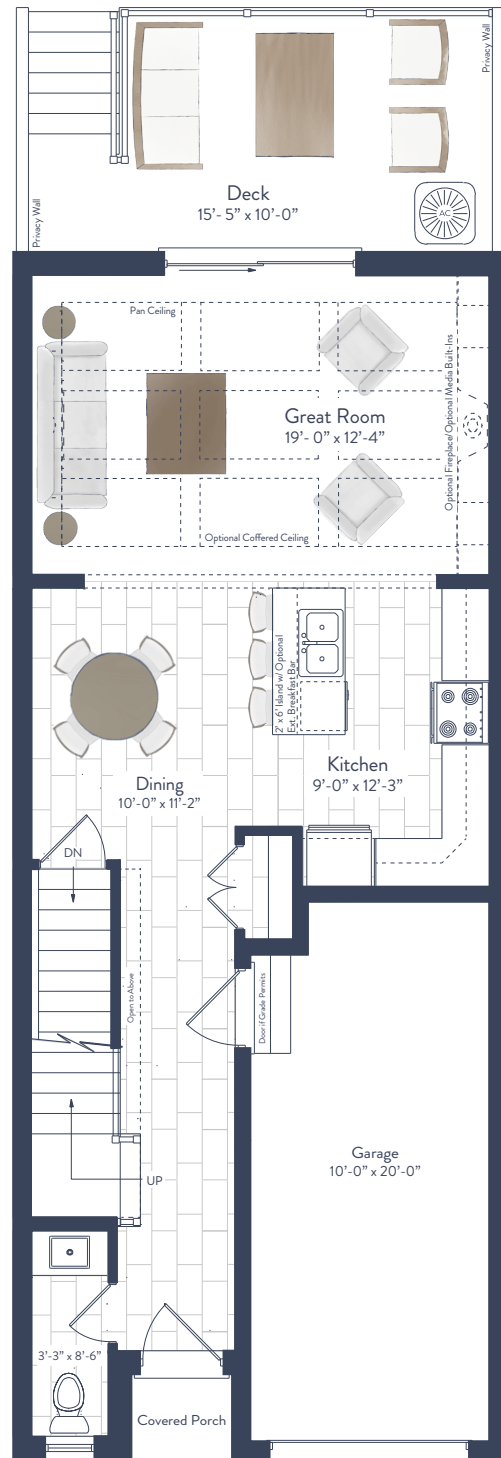 Privacy Wall
Privacy Wall
Deck
15'- 5" x 10'-0"
AC
Pan Ceiling
Great Room
19'- 0" x 12'-4"
Optional Fireplace/Optional Media Built-Ins
Optional Coffered Ceiling
2' x 6' Island w/ Optional
Ext. Breakfast Bar
Kitchen
9'-0" x 12'-3"
Dining
10'-0" x 11'-2"
DN
Open to Above
Door if Grade Permits
Garage
10'-0" x 20'-0"
UP
3'-3" x 8'-6"
Covered Porch